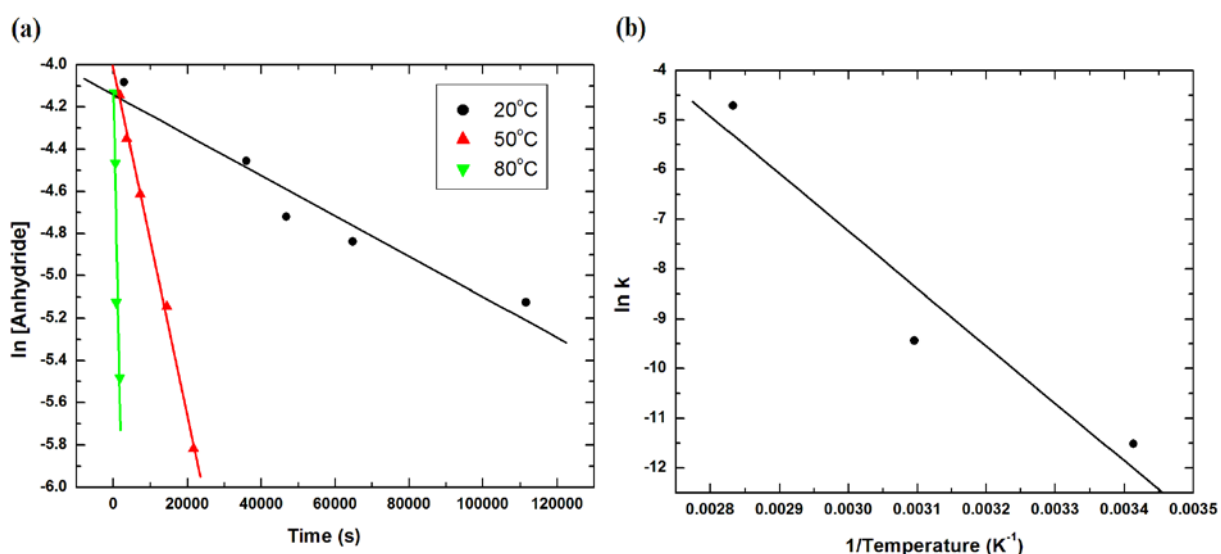 (a)
ln [Anhydride]
-4.0
-4.2
-4.4
-4.6
-4.8
-5.0
-5.2
-5.4
-5.6
-5.8
-6.0
20°C
50°C
80°C
0 20000 40000 60000 80000 100000 120000
Time (s)
(b)
ln k
-4
-5
-6
-7
-8
-9
-10
-11
-12
0.0028 0.0029 0.0030 0.0031 0.0032 0.0033 0.0034 0.0035
1/Temperature (K⁻¹)